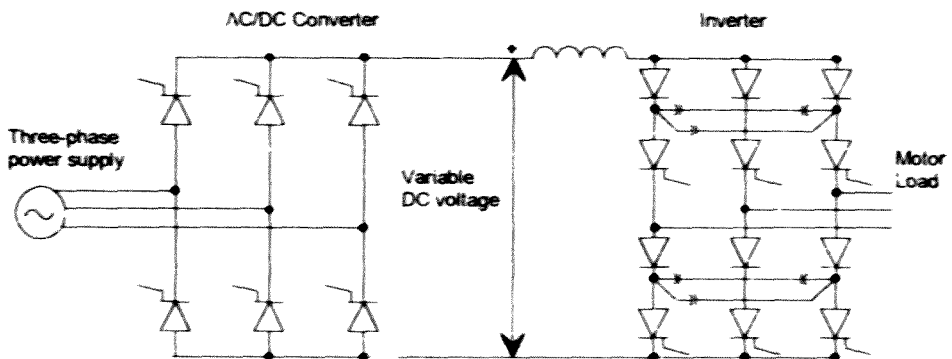 AC/DC Converter
Inverter
Three-phase
power supply
+
Variable
DC voltage
Motor
Load